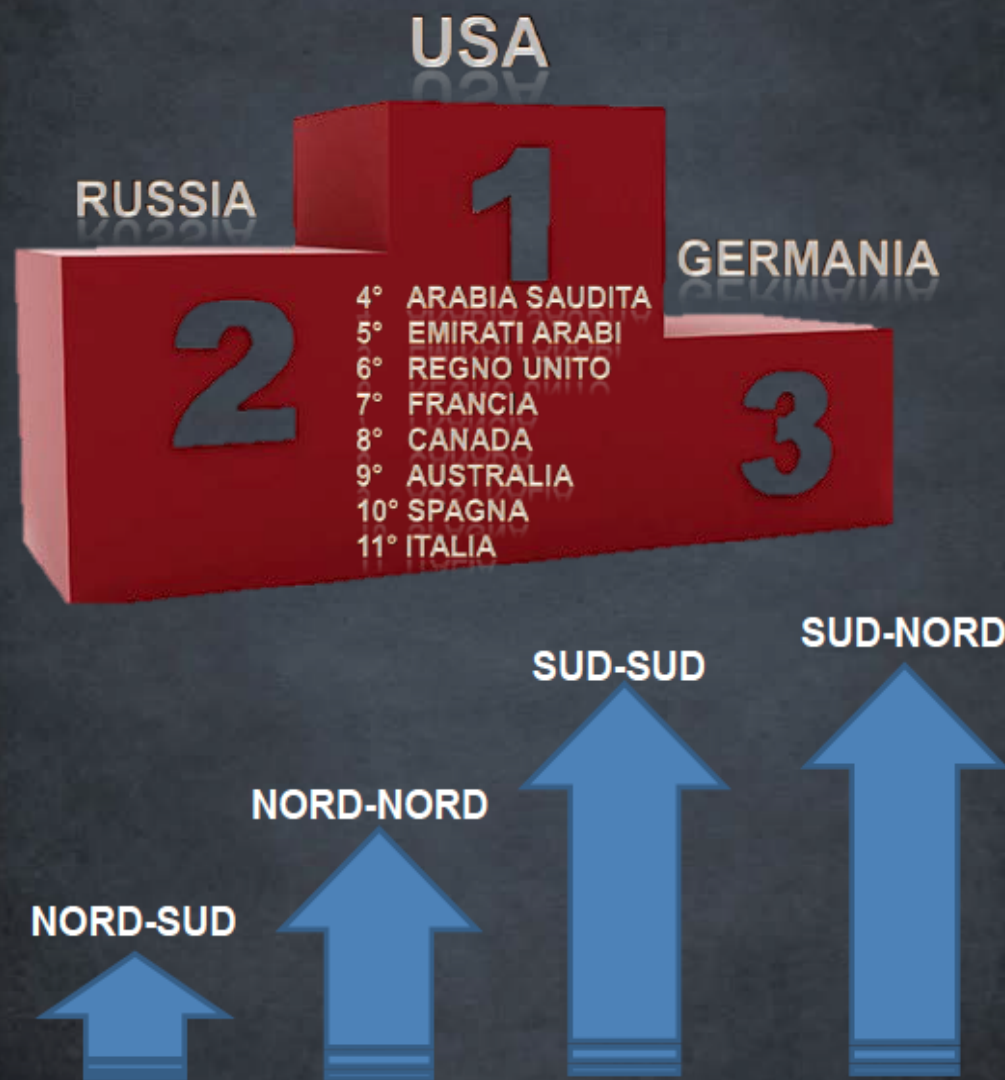 USA
1
RUSSIA
2
GERMANIA
3
4° ARABIA SAUDITA
5° EMIRATI ARABI
6° REGNO UNITO
7° FRANCIA
8° CANADA
9° AUSTRALIA
10° SPAGNA
11° ITALIA
SUD-NORD
SUD-SUD
NORD-NORD
NORD-SUD